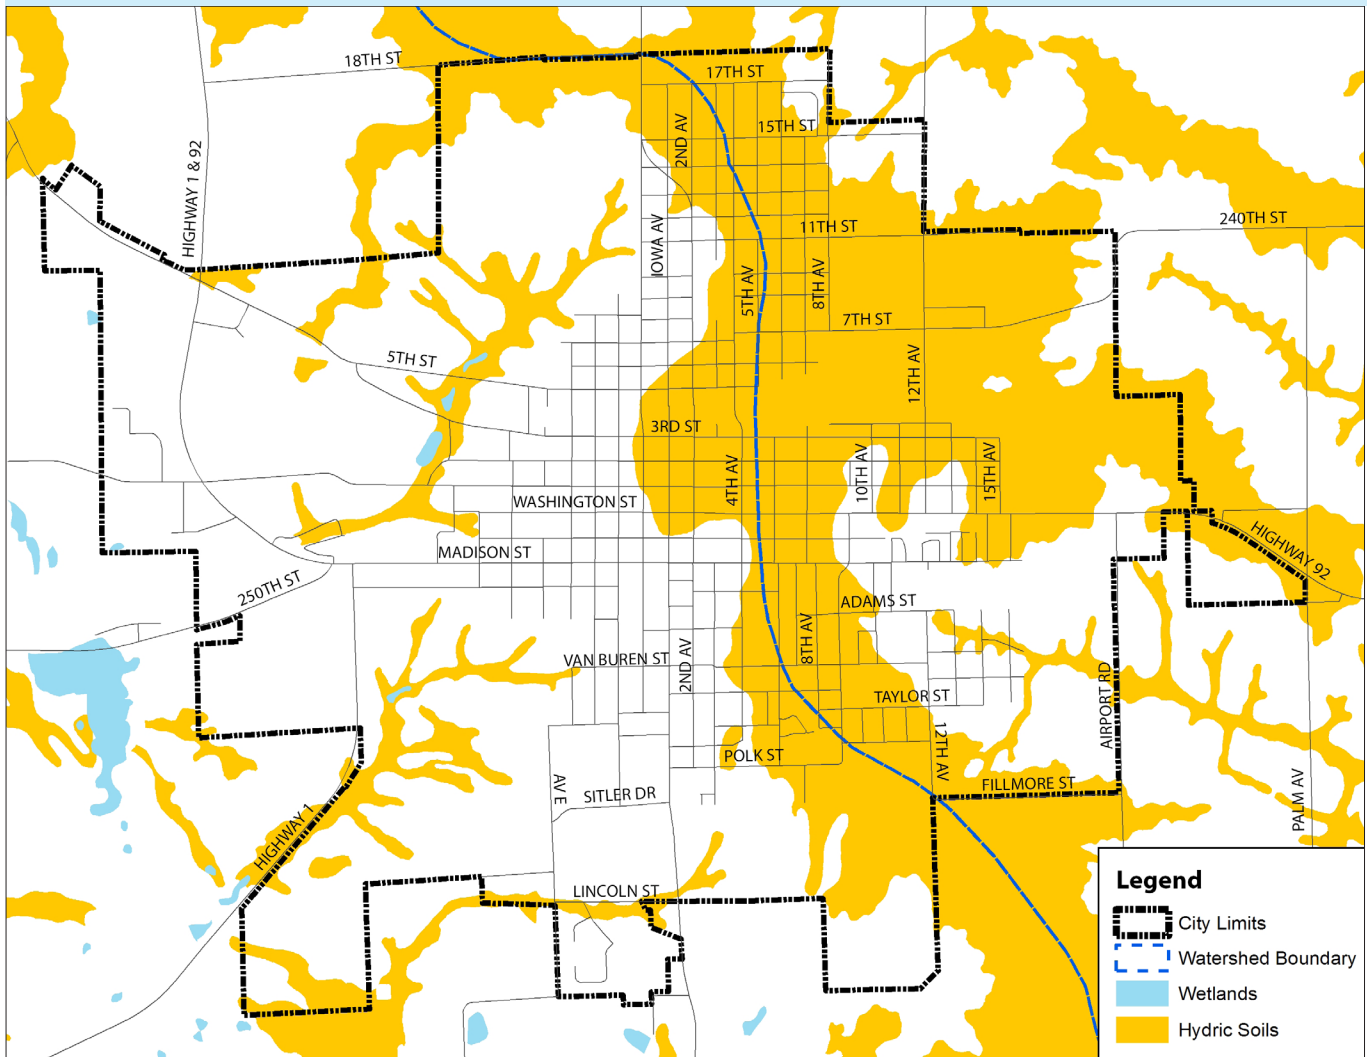 18TH ST
17TH ST
2ND AV
15TH ST
HIGHWAY 1 & 92
240TH ST
11TH ST
IOWA AV
5TH AV
8TH AV
7TH ST
5TH ST
12TH AV
3RD ST
4TH AV
10TH AV
15TH AV
WASHINGTON ST
MADISON ST
HIGHWAY 92
250TH ST
ADAMS ST
8TH AV
VAN BUREN ST
2ND AV
TAYLOR ST
AIRPORT RD
12TH AV
POLK ST
FILLMORE ST
AV E
SITLER DR
PALM AV
HIGHWAY 1
LINCOLN ST
Legend
City Limits
Watershed Boundary
Wetlands
Hydric Soils